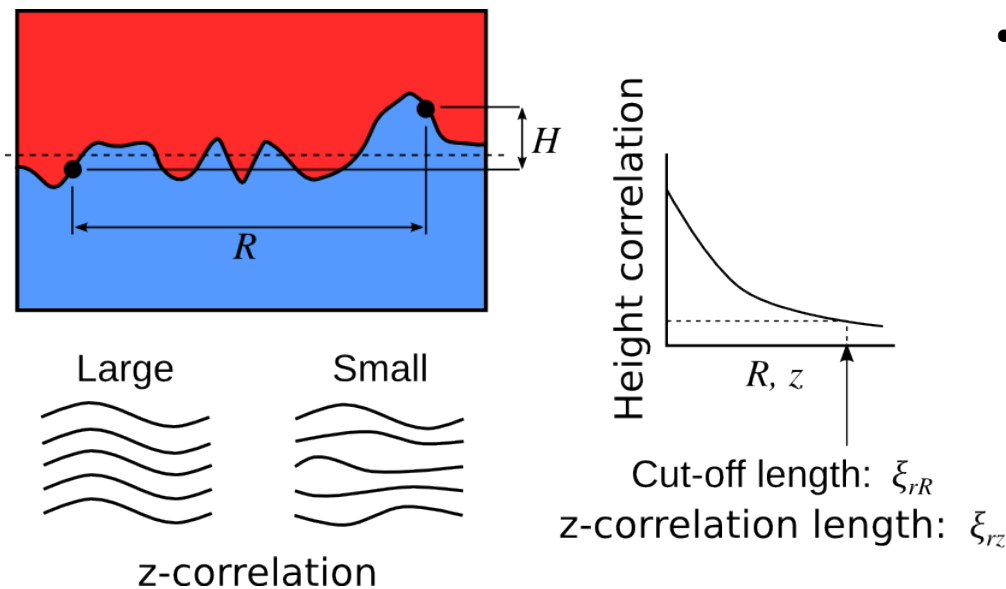 H
R
Large
Small
z-correlation
Height correlation
R, z
Cut-off length: ξrR
z-correlation length: ξrz